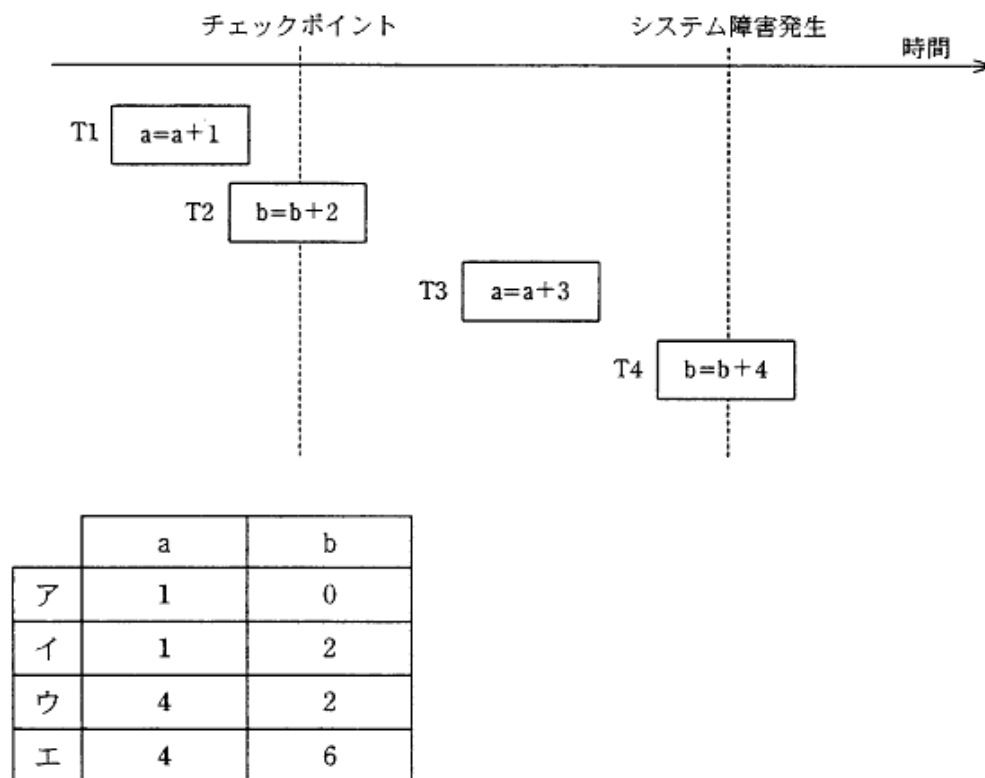 チェックポイント システム障害発生
時間
T1 a=a+1
T2 b=b+2
T3 a=a+3
T4 b=b+4
a b
ア 1 0
イ 1 2
ウ 4 2
エ 4 6